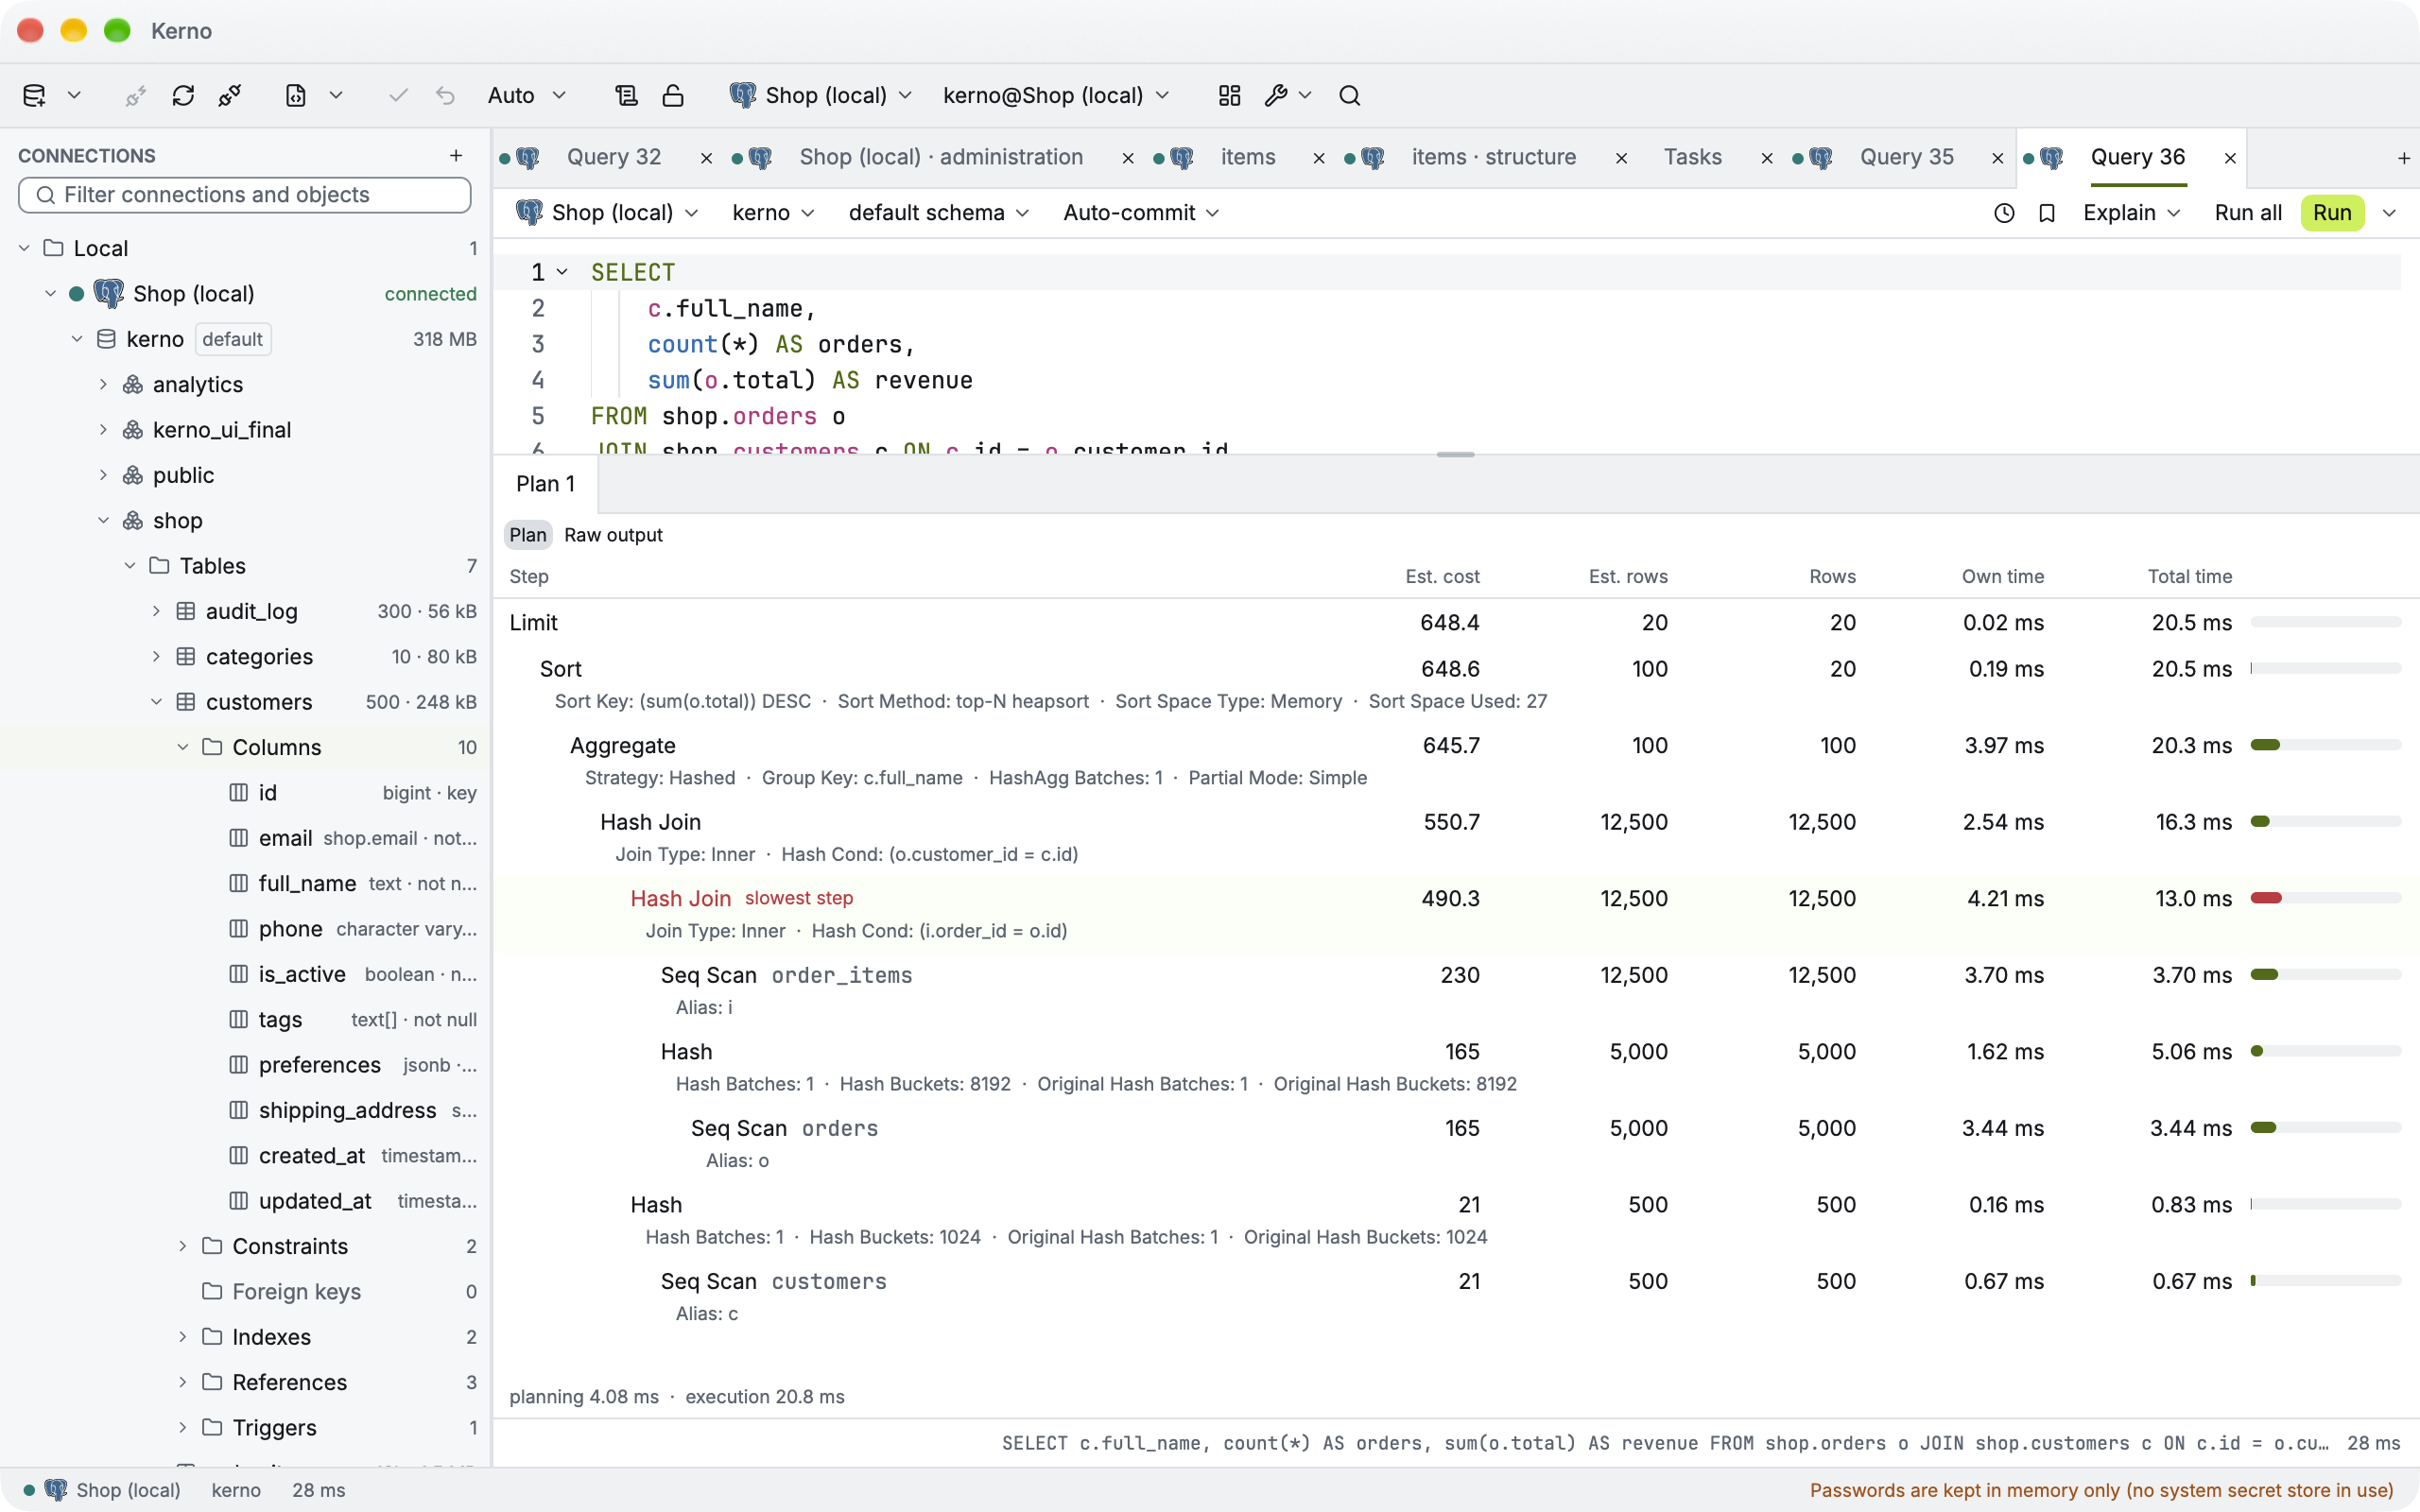 Kerno
Auto
Shop (local)
kerno@Shop (local)
CONNECTIONS
Filter connections and objects
Local 1
Shop (local) connected
kerno default 318 MB
analytics
kerno_ui_final
public
shop
Tables 7
audit_log 300 · 56 kB
categories 10 · 80 kB
customers 500 · 248 kB
Columns 10
id bigint · key
email shop.email · not...
full_name text · not n...
phone character vary...
is_active boolean · n...
tags text[] · not null
preferences jsonb ·...
shipping_address s...
created_at timestam...
updated_at timesta...
Constraints 2
Foreign keys 0
Indexes 2
References 3
Triggers 1
Query 32
Shop (local) · administration
items
items · structure
Tasks
Query 35
Query 36
Shop (local) kerno default schema Auto-commit
Explain Run all Run
1 SELECT
2 c.full_name,
3 count(*) AS orders,
4 sum(o.total) AS revenue
5 FROM shop.orders o
6 JOIN shop.customers c ON c.id = o.customer_id
Plan 1
Plan Raw output
Step Est. cost Est. rows Rows Own time Total time
Limit 648.4 20 20 0.02 ms 20.5 ms
Sort 648.6 100 20 0.19 ms 20.5 ms
Sort Key: (sum(o.total)) DESC · Sort Method: top-N heapsort · Sort Space Type: Memory · Sort Space Used: 27
Aggregate 645.7 100 100 3.97 ms 20.3 ms
Strategy: Hashed · Group Key: c.full_name · HashAgg Batches: 1 · Partial Mode: Simple
Hash Join 550.7 12,500 12,500 2.54 ms 16.3 ms
Join Type: Inner · Hash Cond: (o.customer_id = c.id)
Hash Join slowest step 490.3 12,500 12,500 4.21 ms 13.0 ms
Join Type: Inner · Hash Cond: (i.order_id = o.id)
Seq Scan order_items 230 12,500 12,500 3.70 ms 3.70 ms
Alias: i
Hash 165 5,000 5,000 1.62 ms 5.06 ms
Hash Batches: 1 · Hash Buckets: 8192 · Original Hash Batches: 1 · Original Hash Buckets: 8192
Seq Scan orders 165 5,000 5,000 3.44 ms 3.44 ms
Alias: o
Hash 21 500 500 0.16 ms 0.83 ms
Hash Batches: 1 · Hash Buckets: 1024 · Original Hash Batches: 1 · Original Hash Buckets: 1024
Seq Scan customers 21 500 500 0.67 ms 0.67 ms
Alias: c
planning 4.08 ms · execution 20.8 ms
SELECT c.full_name, count(*) AS orders, sum(o.total) AS revenue FROM shop.orders o JOIN shop.customers c ON c.id = o.cu... 28 ms
Shop (local) kerno 28 ms
Passwords are kept in memory only (no system secret store in use)